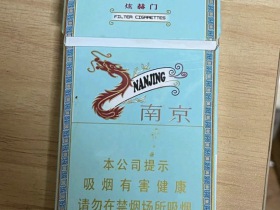 炫赫门
FILTER CIGARETTES
NANJING
南京
本公司提示
吸烟有害健康
请勿在禁烟场所吸烟